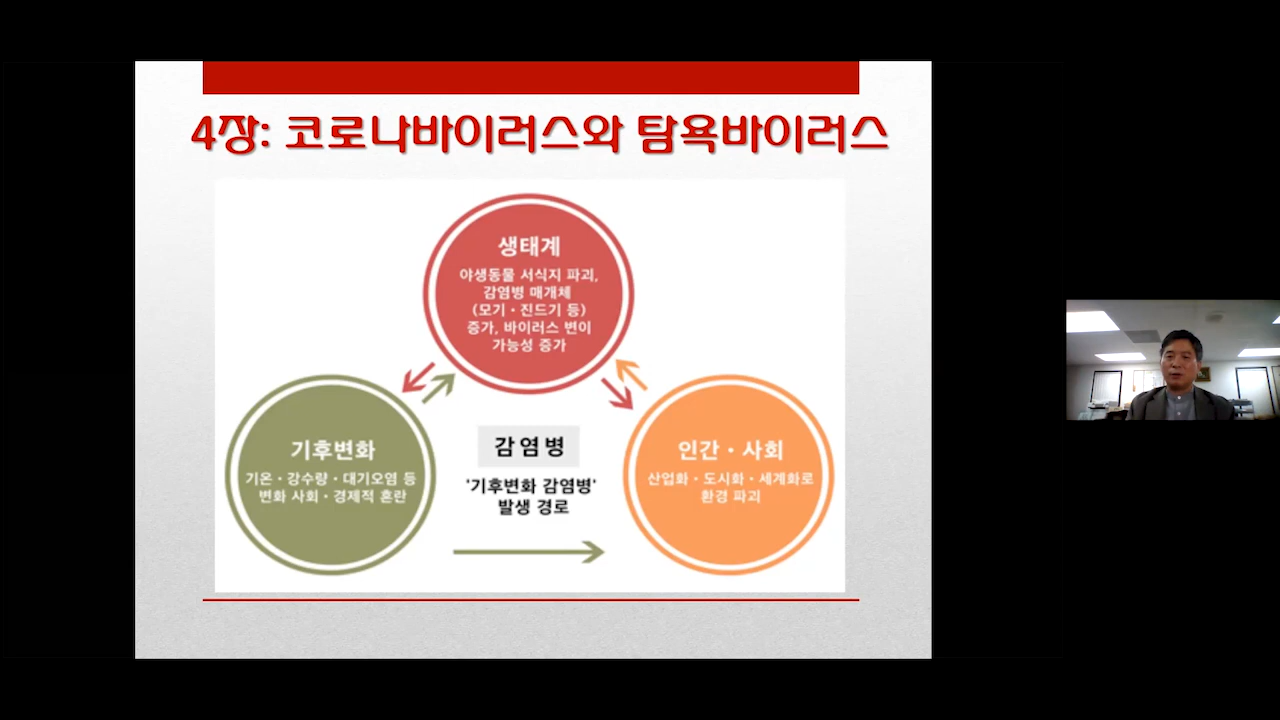 4장: 코로나바이러스와 탐욕바이러스
생태계
야생동물 서식지 파괴,
감염병 매개체
(모기·진드기 등)
증가, 바이러스 변이
가능성 증가
기후변화
기온·강수량·대기오염 등
변화 사회·경제적 혼란
감염병
'기후변화 감염병'
발생 경로
인간·사회
산업화·도시화·세계화로
환경 파괴